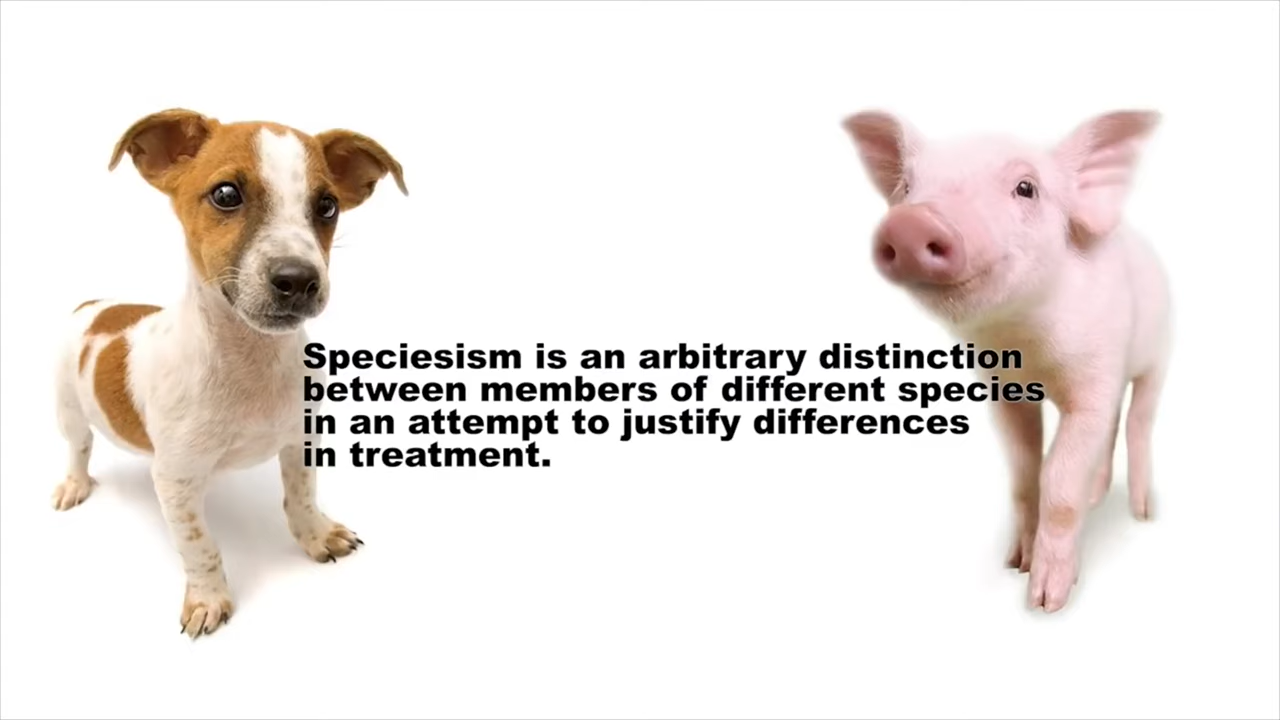 Speciesism is an arbitrary distinction
between members of different species
in an attempt to justify differences
in treatment.